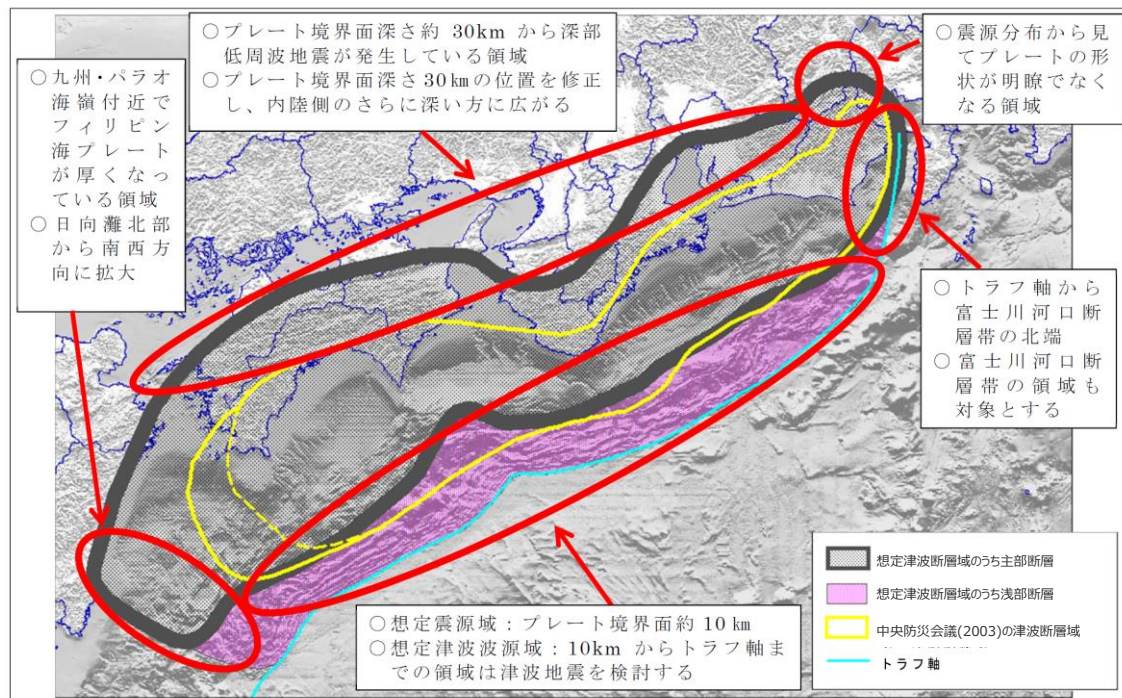 ○プレート境界面深さ約 30km から深部
低周波地震が発生している領域
○プレート境界面深さ30kmの位置を修正
し、内陸側のさらに深い方に広がる
○震源分布から見
てプレートの形
状が明瞭でなく
なる領域
○九州・パラオ
海嶺付近で
フィリピン
海プレート
が厚くなっ
ている領域
○日向灘北部
から南西方
向に拡大
○トラフ軸から
富士川河口断
層帯の北端
○富士川河口断
層帯の領域も
対象とする
○想定震源域：プレート境界面約 10 km
○想定津波波源域：10km からトラフ軸ま
での領域は津波地震を検討する
想定津波断層域のうち主部断層
想定津波断層域のうち浅部断層
中央防災会議(2003)の津波断層域
トラフ軸